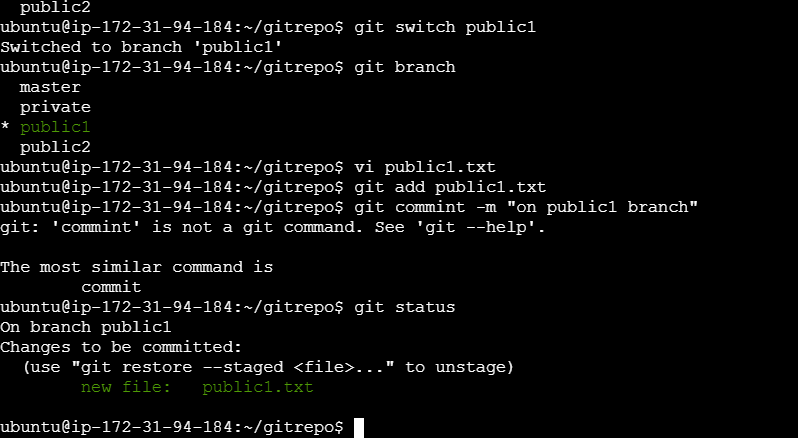 public2
ubuntu@ip-172-31-94-184:~/gitrepo$ git switch public1
Switched to branch 'public1'
ubuntu@ip-172-31-94-184:~/gitrepo$ git branch
  master
  private
* public1
  public2
ubuntu@ip-172-31-94-184:~/gitrepo$ vi public1.txt
ubuntu@ip-172-31-94-184:~/gitrepo$ git add public1.txt
ubuntu@ip-172-31-94-184:~/gitrepo$ git commint -m "on public1 branch"
git: 'commint' is not a git command. See 'git --help'.

The most similar command is
        commit
ubuntu@ip-172-31-94-184:~/gitrepo$ git status
On branch public1
Changes to be committed:
  (use "git restore --staged <file>..." to unstage)
        new file:   public1.txt

ubuntu@ip-172-31-94-184:~/gitrepo$